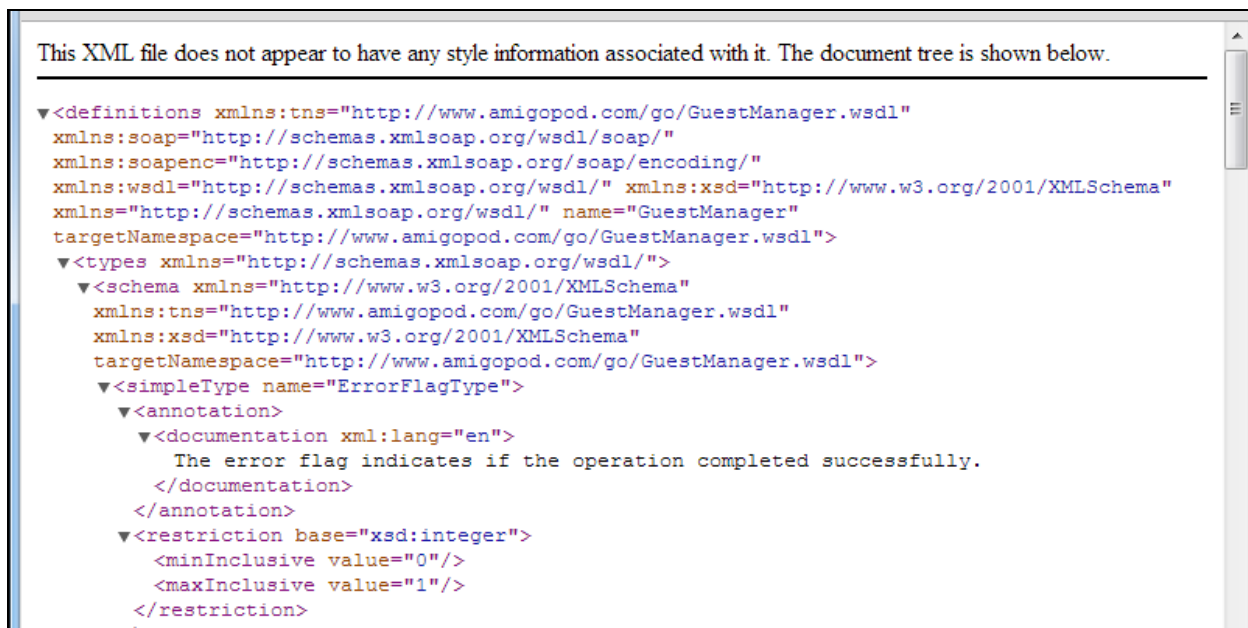 This XML file does not appear to have any style information associated with it. The document tree is shown below.
▼<definitions xmlns:tns="http://www.amigopod.com/go/GuestManager.wsdl"
xmlns:soap="http://schemas.xmlsoap.org/wsdl/soap/"
xmlns:soapenc="http://schemas.xmlsoap.org/soap/encoding/"
xmlns:wsdl="http://schemas.xmlsoap.org/wsdl/" xmlns:xsd="http://www.w3.org/2001/XMLSchema"
xmlns="http://schemas.xmlsoap.org/wsdl/" name="GuestManager"
targetNamespace="http://www.amigopod.com/go/GuestManager.wsdl">
▼<types xmlns="http://schemas.xmlsoap.org/wsdl/">
▼<schema xmlns="http://www.w3.org/2001/XMLSchema"
xmlns:tns="http://www.amigopod.com/go/GuestManager.wsdl"
xmlns:xsd="http://www.w3.org/2001/XMLSchema"
targetNamespace="http://www.amigopod.com/go/GuestManager.wsdl">
▼<simpleType name="ErrorFlagType">
▼<annotation>
▼<documentation xml:lang="en">
The error flag indicates if the operation completed successfully.
</documentation>
</annotation>
▼<restriction base="xsd:integer">
<minInclusive value="0"/>
<maxInclusive value="1"/>
</restriction>